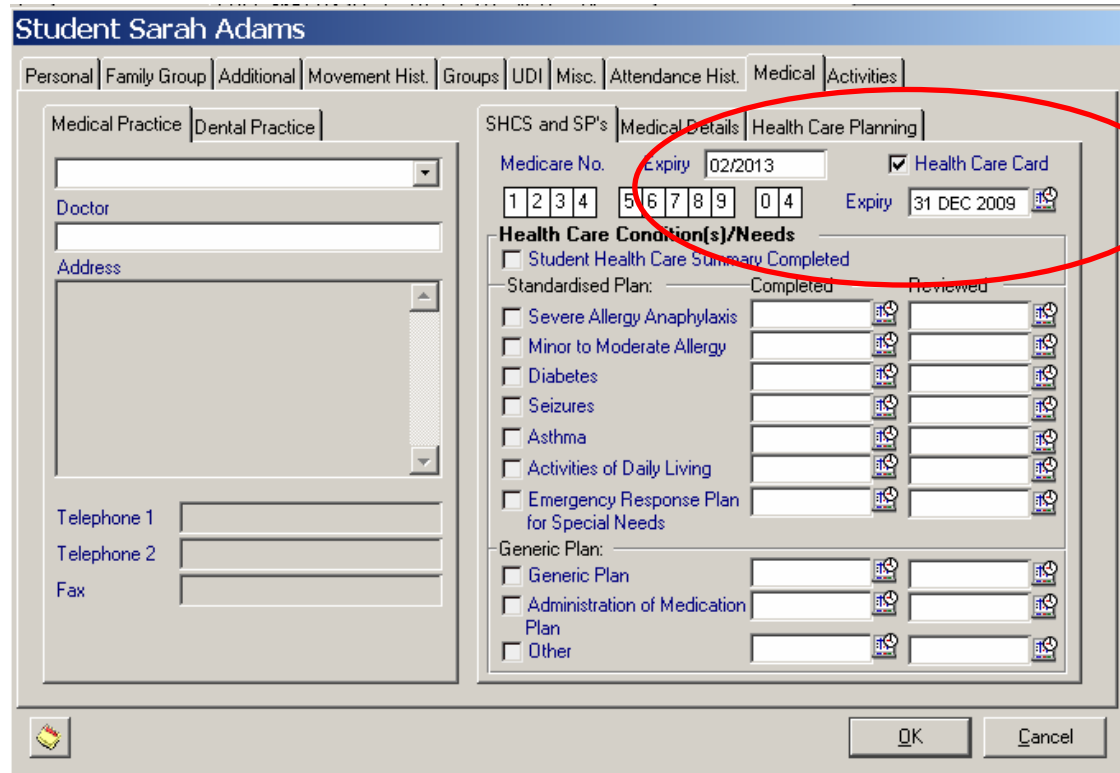 Student Sarah Adams
Personal Family Group Additional Movement Hist. Groups UDI Misc. Attendance Hist. Medical Activities
Medical Practice Dental Practice
Doctor
Address
Telephone 1
Telephone 2
Fax
SHCS and SP's Medical Details Health Care Planning
Medicare No. Expiry 02/2013 Health Care Card
1 2 3 4 5 6 7 8 9 0 4 Expiry 31 DEC 2009
Health Care Condition(s)/Needs
Student Health Care Summary Completed
Standardised Plan: Completed Reviewed
Severe Allergy Anaphylaxis
Minor to Moderate Allergy
Diabetes
Seizures
Asthma
Activities of Daily Living
Emergency Response Plan
for Special Needs
Generic Plan:
Generic Plan
Administration of Medication
Plan
Other
OK Cancel